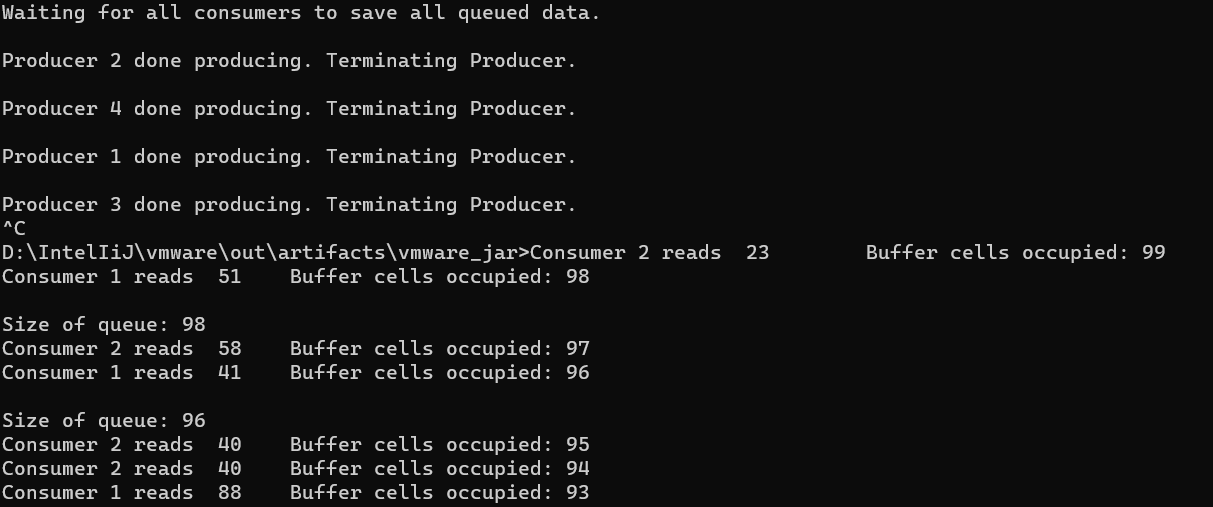 Waiting for all consumers to save all queued data.
Producer 2 done producing. Terminating Producer.
Producer 4 done producing. Terminating Producer.
Producer 1 done producing. Terminating Producer.
Producer 3 done producing. Terminating Producer.
^C
D:\IntelIiJ\vmware\out\artifacts\vmware_jar>Consumer 2 reads  23        Buffer cells occupied: 99
Consumer 1 reads  51    Buffer cells occupied: 98
Size of queue: 98
Consumer 2 reads  58    Buffer cells occupied: 97
Consumer 1 reads  41    Buffer cells occupied: 96
Size of queue: 96
Consumer 2 reads  40    Buffer cells occupied: 95
Consumer 2 reads  40    Buffer cells occupied: 94
Consumer 1 reads  88    Buffer cells occupied: 93